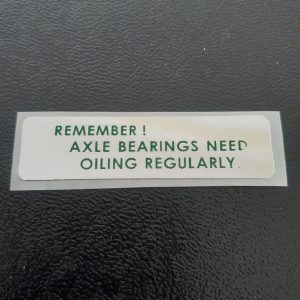 REMEMBER !
AXLE BEARINGS NEED
OILING REGULARLY.